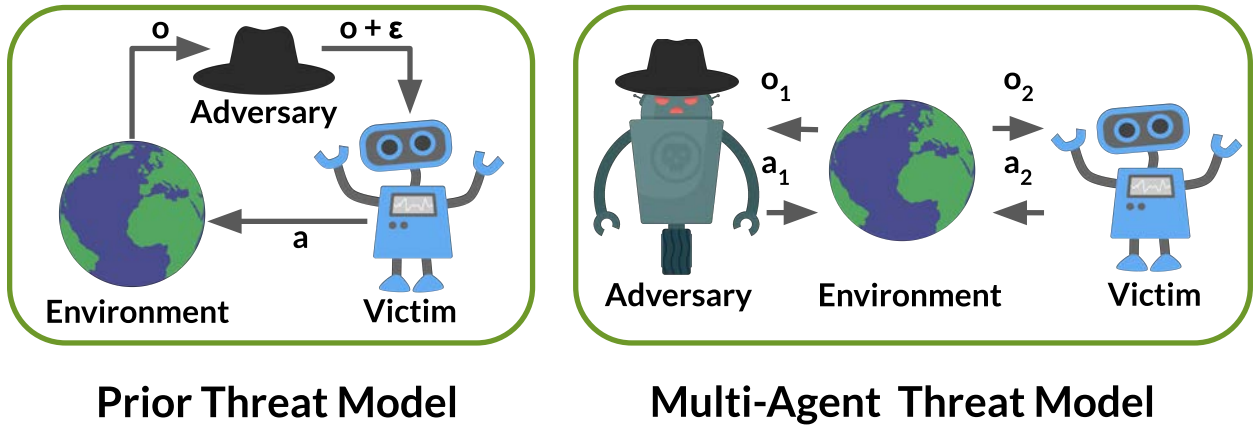 o
o + ε
Adversary
a
Environment
Victim
Prior Threat Model
o1
o2
a1
a2
Adversary
Environment
Victim
Multi-Agent Threat Model